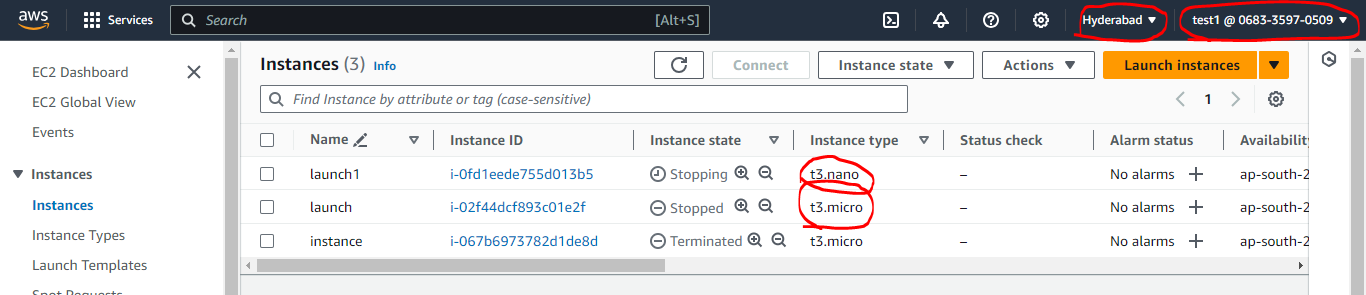 aws Services Search [Alt+S] Hyderabad ▼ test1 @ 0683-3597-0509 ▼
EC2 Dashboard
EC2 Global View
Events
Instances
Instances
Instance Types
Launch Templates
Spot Requests
Instances (3) Info
Connect Instance state ▼ Actions ▼ Launch instances ▼
Find Instance by attribute or tag (case-sensitive)
1
Name Instance ID Instance state Instance type Status check Alarm status Availability
launch1 i-0fd1eede755d013b5 Stopping t3.nano – No alarms + ap-south-2
launch i-02f44dcf893c01e2f Stopped t3.micro – No alarms + ap-south-2
instance i-067b6973782d1de8d Terminated t3.micro – No alarms + ap-south-2